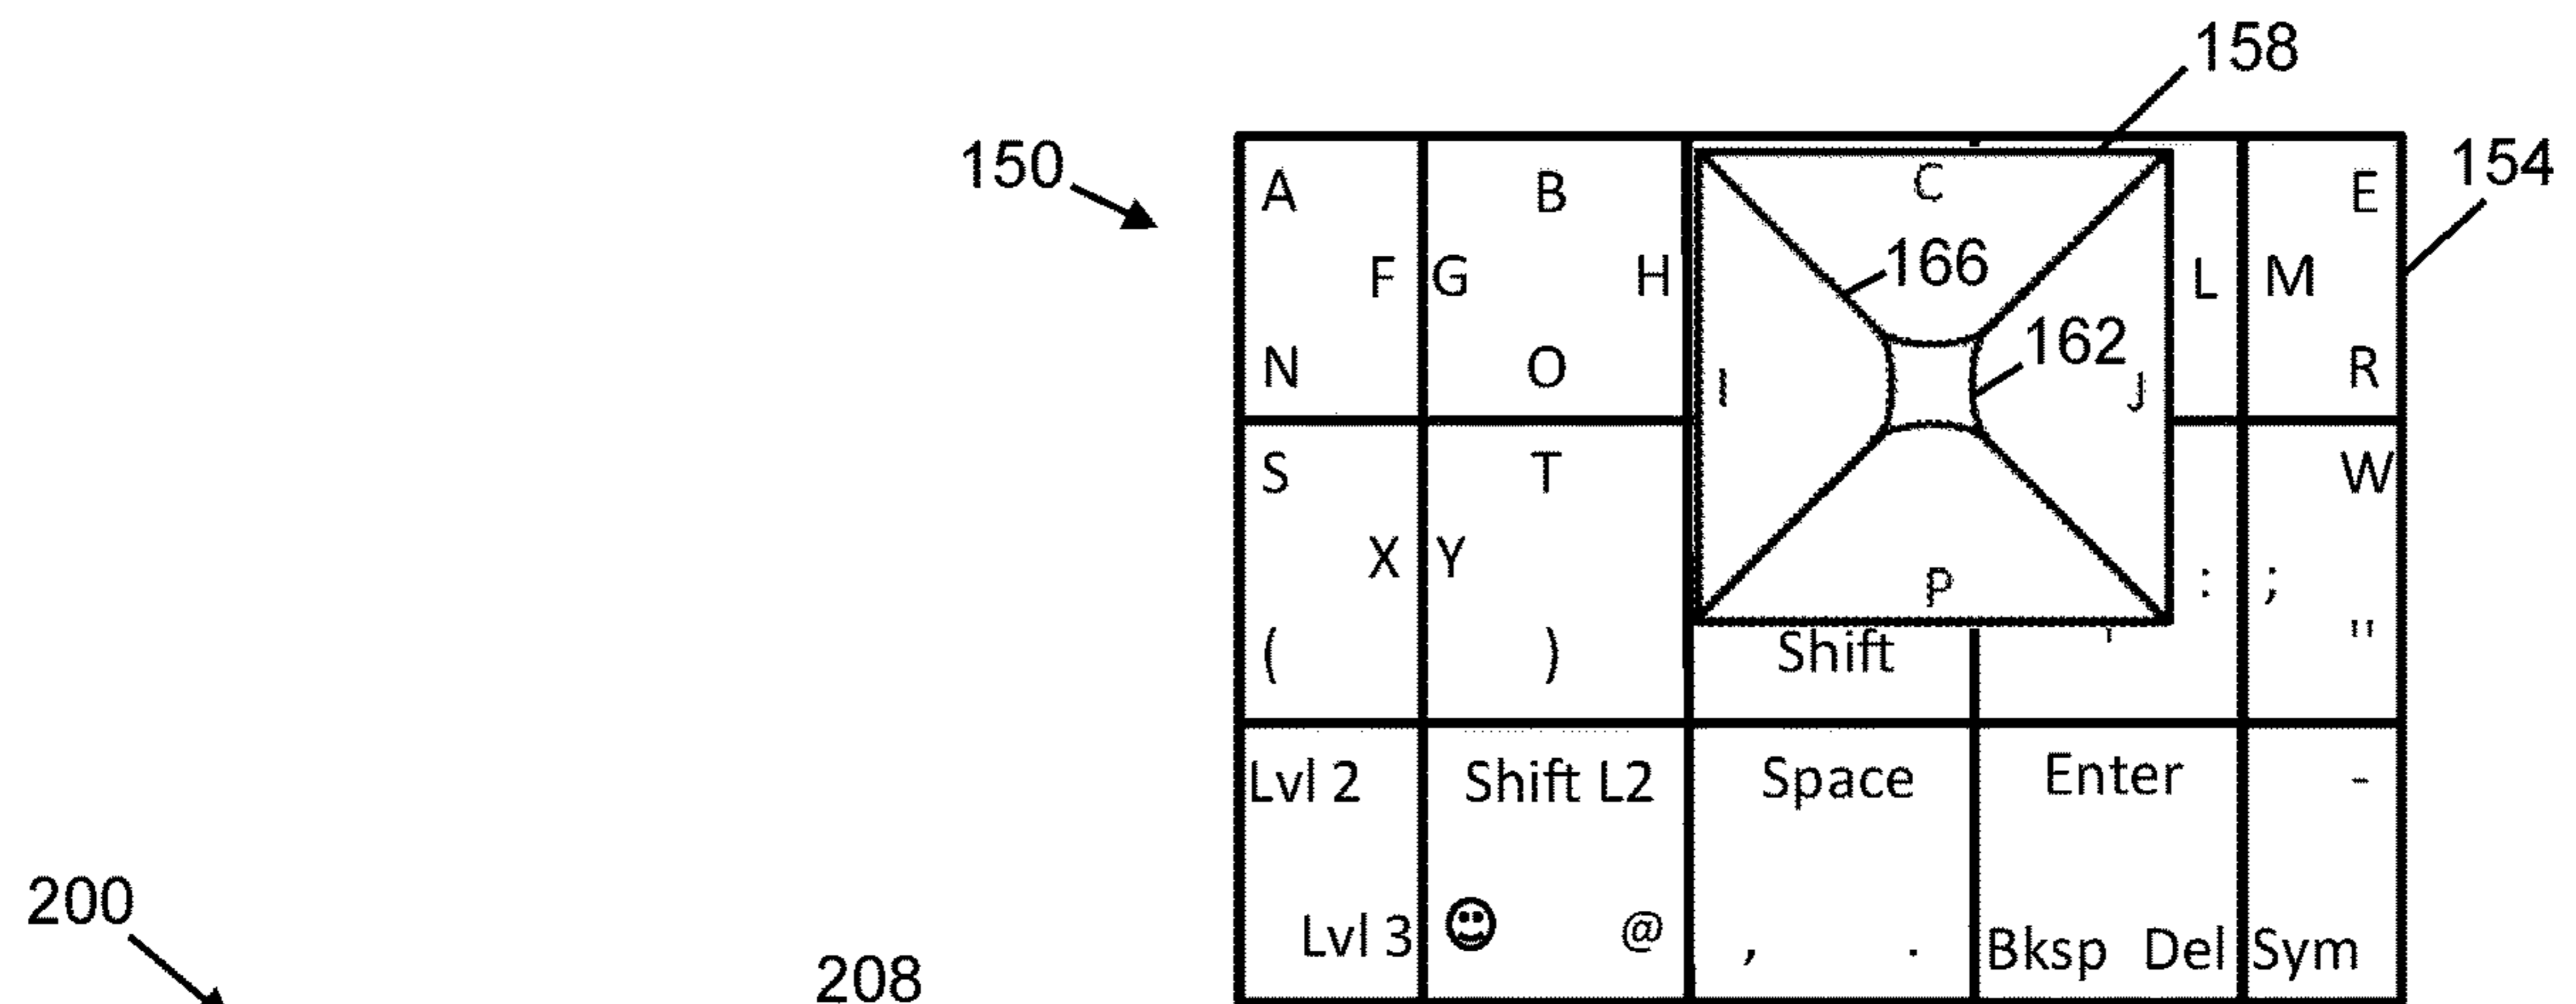 158
150
154
A B C E
166
F G H L M
162
N O I J R
S T W
X Y P : ;
( ) Shift ' "
Lvl 2 Shift L2 Space Enter -
200
Lvl 3 @ , . Bksp Del Sym
208